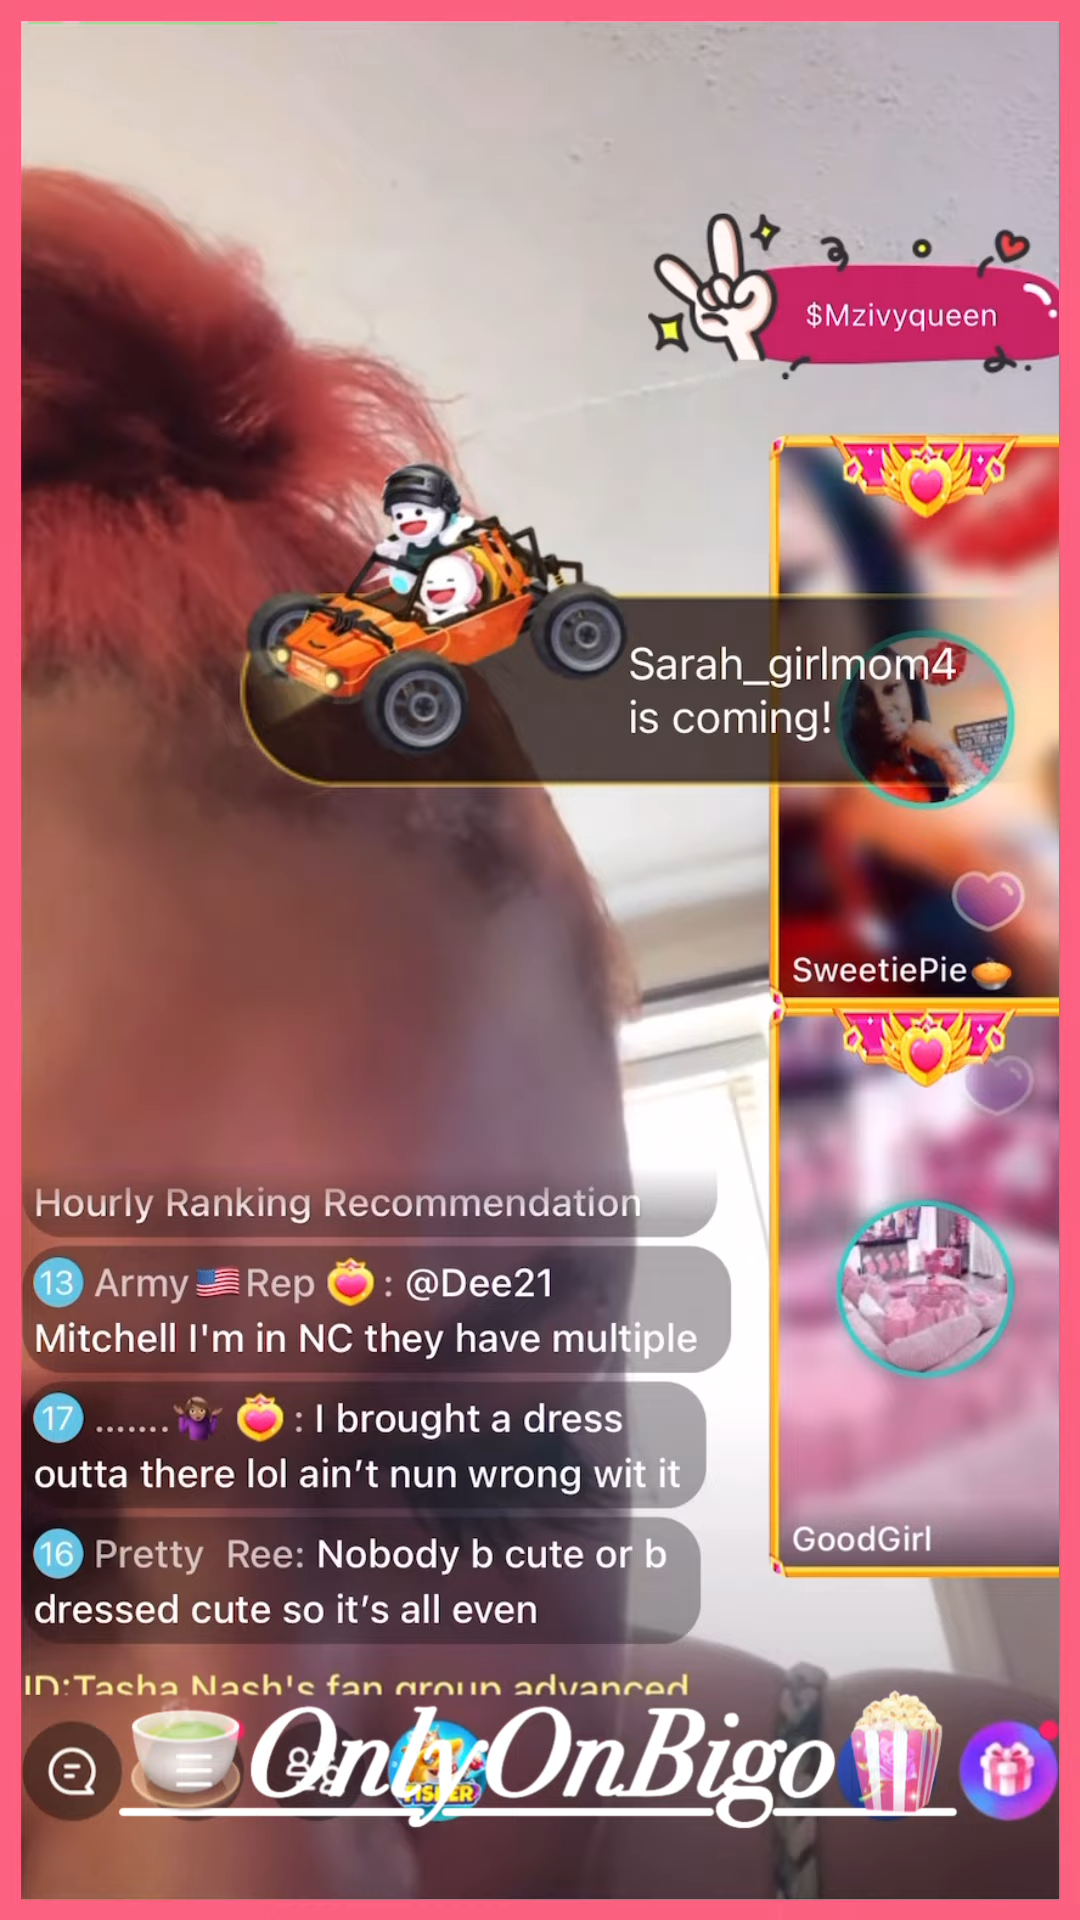 $Mzivyqueen
Sarah_girlmom4
is coming!
SweetiePie🥧
Hourly Ranking Recommendation
13 Army🇺🇸Rep : @Dee21
Mitchell I'm in NC they have multiple
17 .......🤷🏾‍♀️ : I brought a dress
outta there lol ain't nun wrong wit it
16 Pretty Ree: Nobody b cute or b
dressed cute so it's all even
GoodGirl
ID:Tasha Nash's fan group advanced
🍵OnlyOnBigo🍿
FISHER